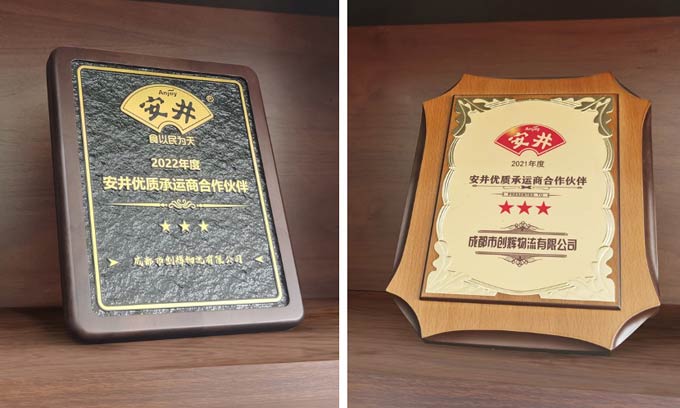 Anjoy
安井
®
食以民为天
2022年度
安井优质承运商合作伙伴
成都市创辉物流有限公司
Anjoy
安井
2021年度
安井优质承运商合作伙伴
PRESENTED TO
成都市创辉物流有限公司